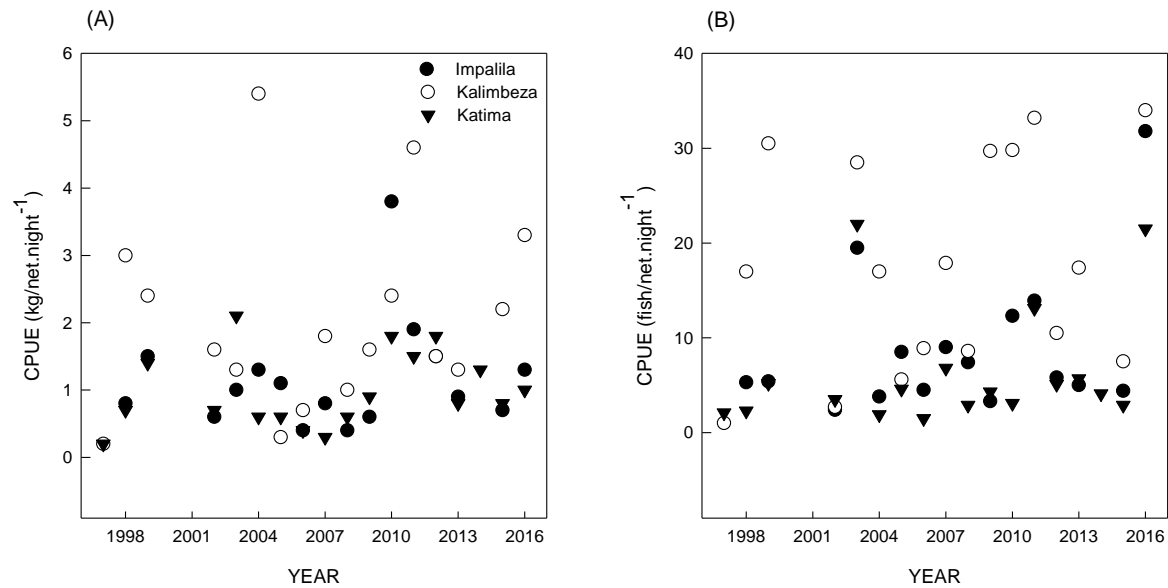 (A)
6
5
4
3
2
1
0
CPUE (kg/net.night-1)
1998 2001 2004 2007 2010 2013 2016
YEAR
Impalila
Kalimbeza
Katima
(B)
40
30
20
10
0
CPUE (fish/net.night-1)
1998 2001 2004 2007 2010 2013 2016
YEAR